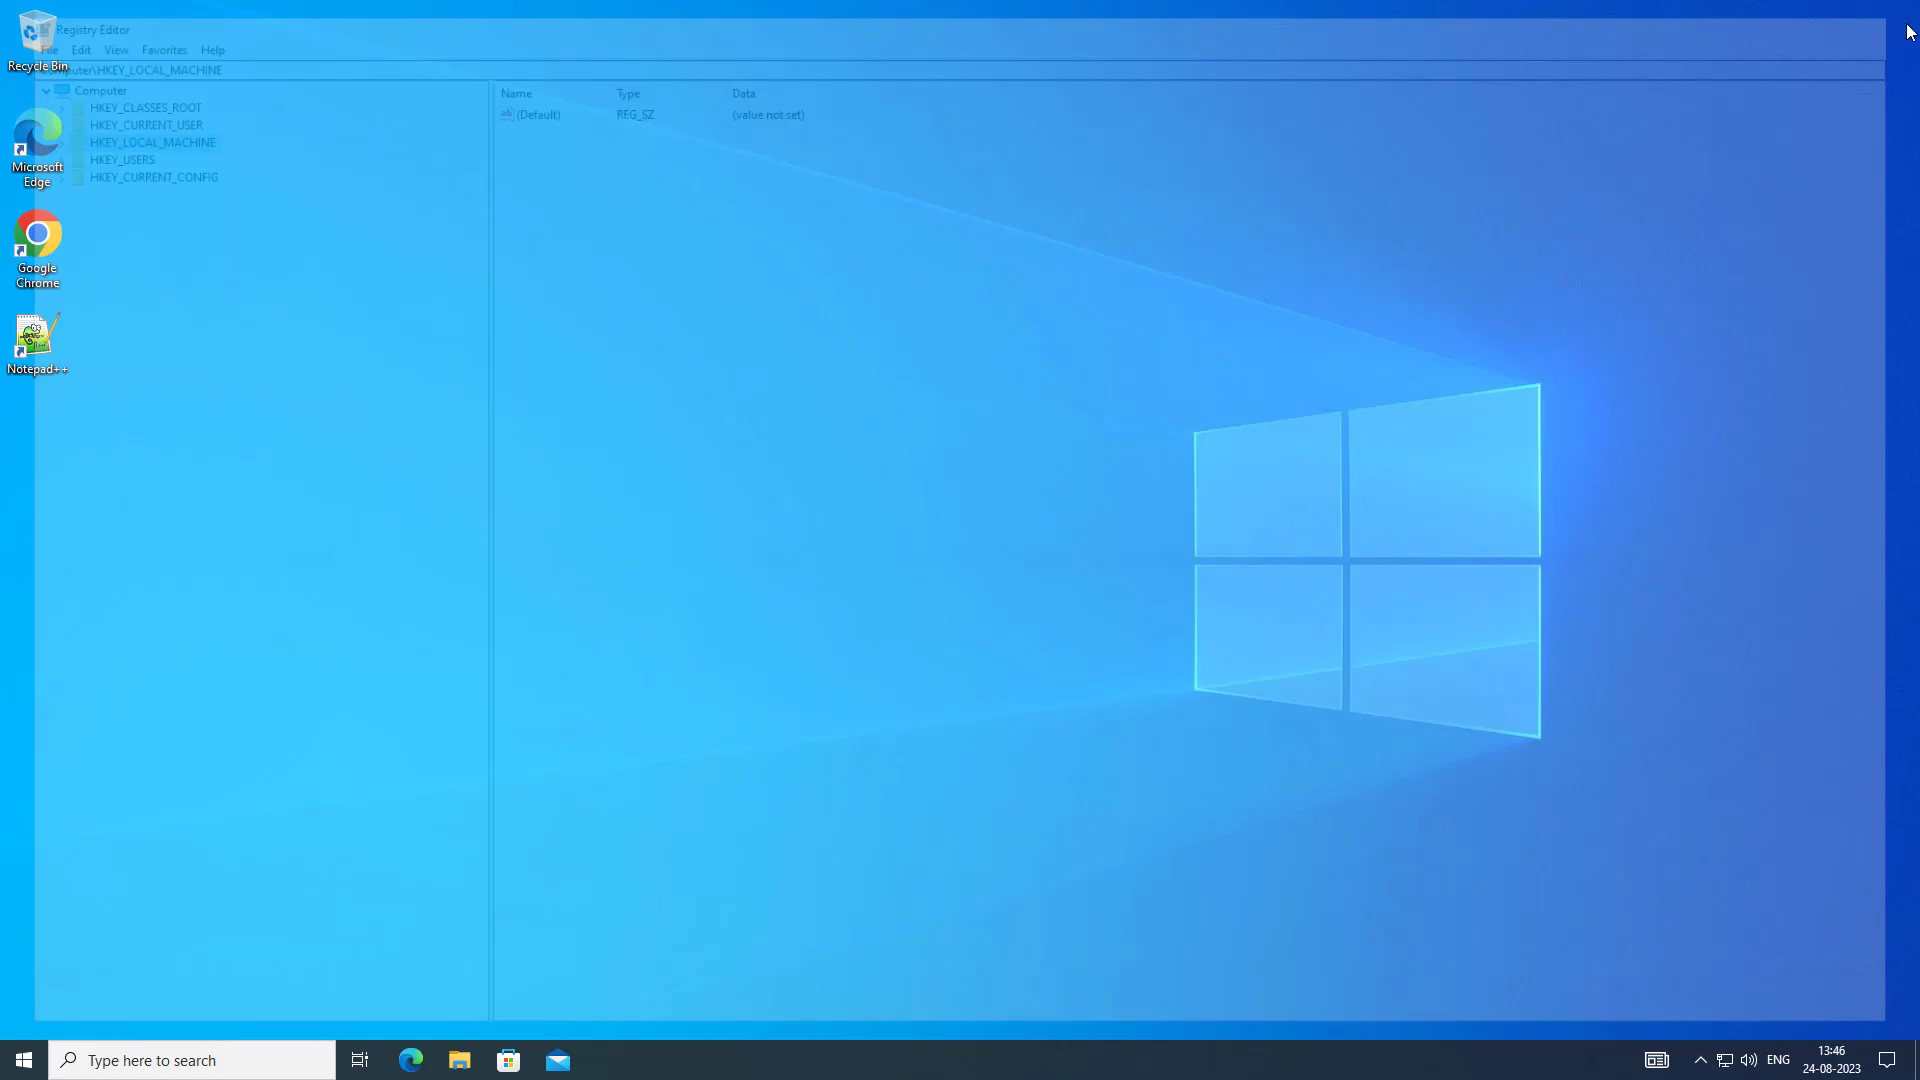 Registry Editor
File Edit View Favorites Help
Computer\HKEY_LOCAL_MACHINE
Computer
HKEY_CLASSES_ROOT
HKEY_CURRENT_USER
HKEY_LOCAL_MACHINE
HKEY_USERS
HKEY_CURRENT_CONFIG
Name Type Data
(Default) REG_SZ (value not set)
Recycle Bin
Microsoft
Edge
Google
Chrome
Notepad++
Type here to search
ENG
13:46
24-08-2023